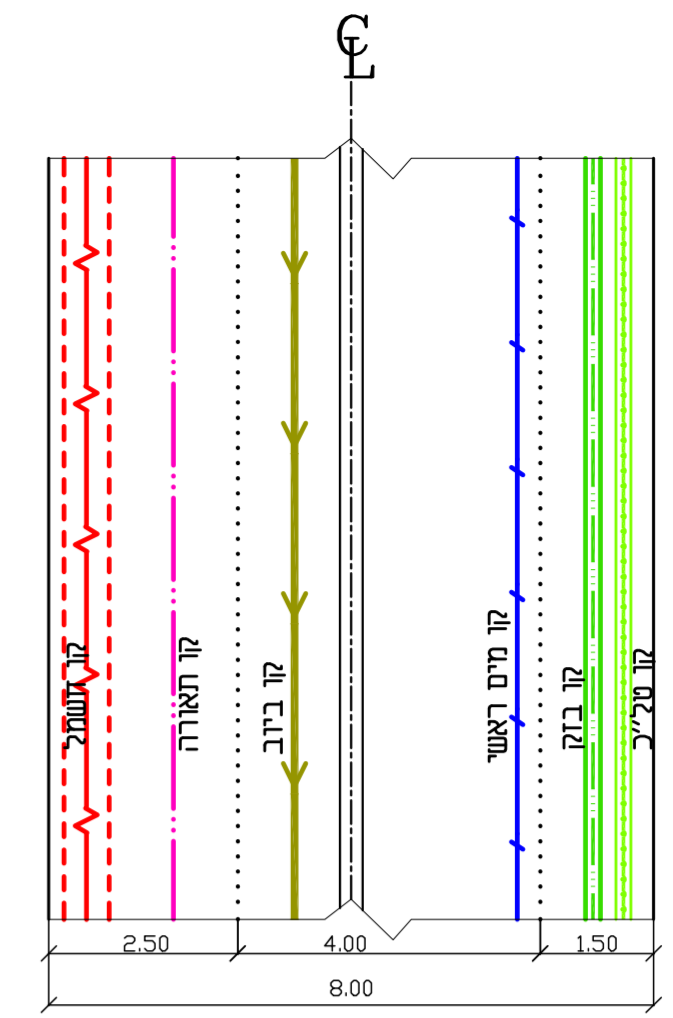 CL
קו חשמל
קו תאורה
קו ביוב
קו מים ראשי
קו בזק
קו טל״כ
2.50
4.00
1.50
8.00